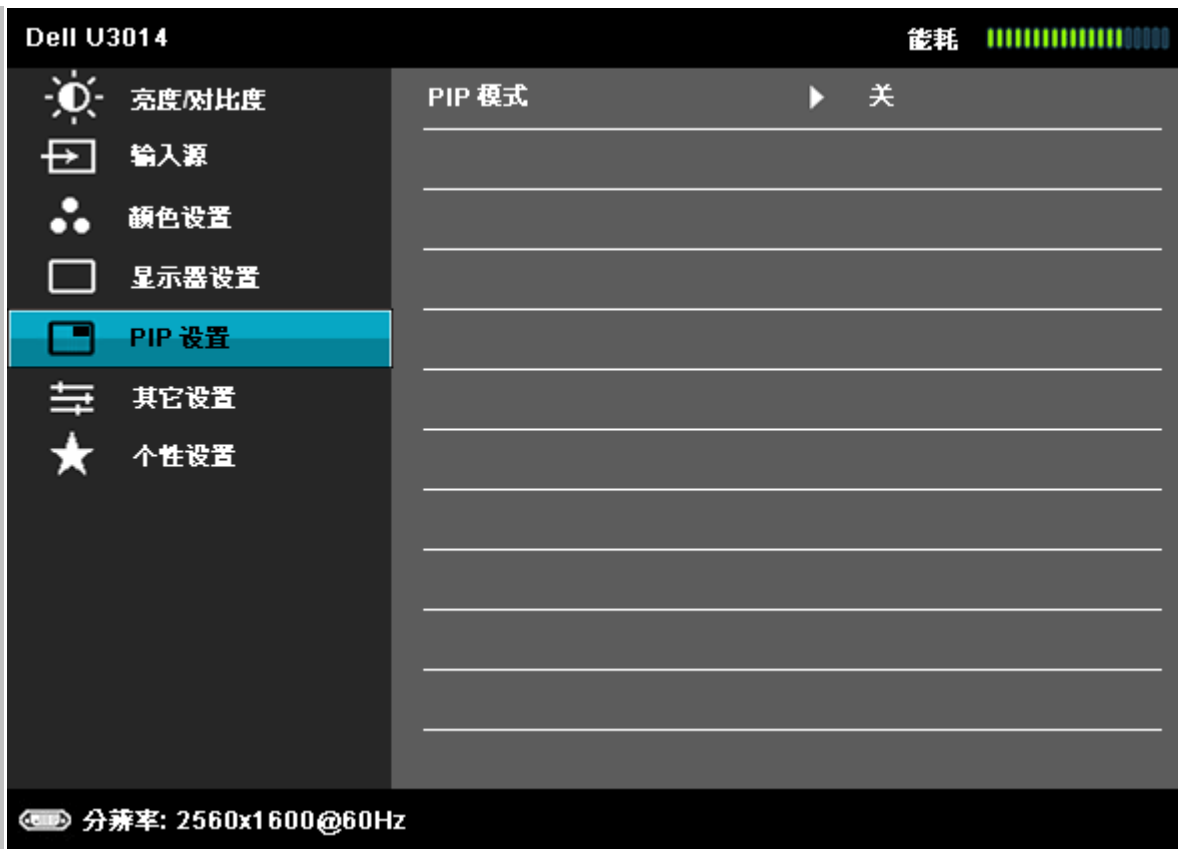 Dell U3014 能耗
亮度/对比度
PIP 模式 关
输入源
颜色设置
显示器设置
PIP 设置
其它设置
个性设置
分辨率: 2560x1600@60Hz